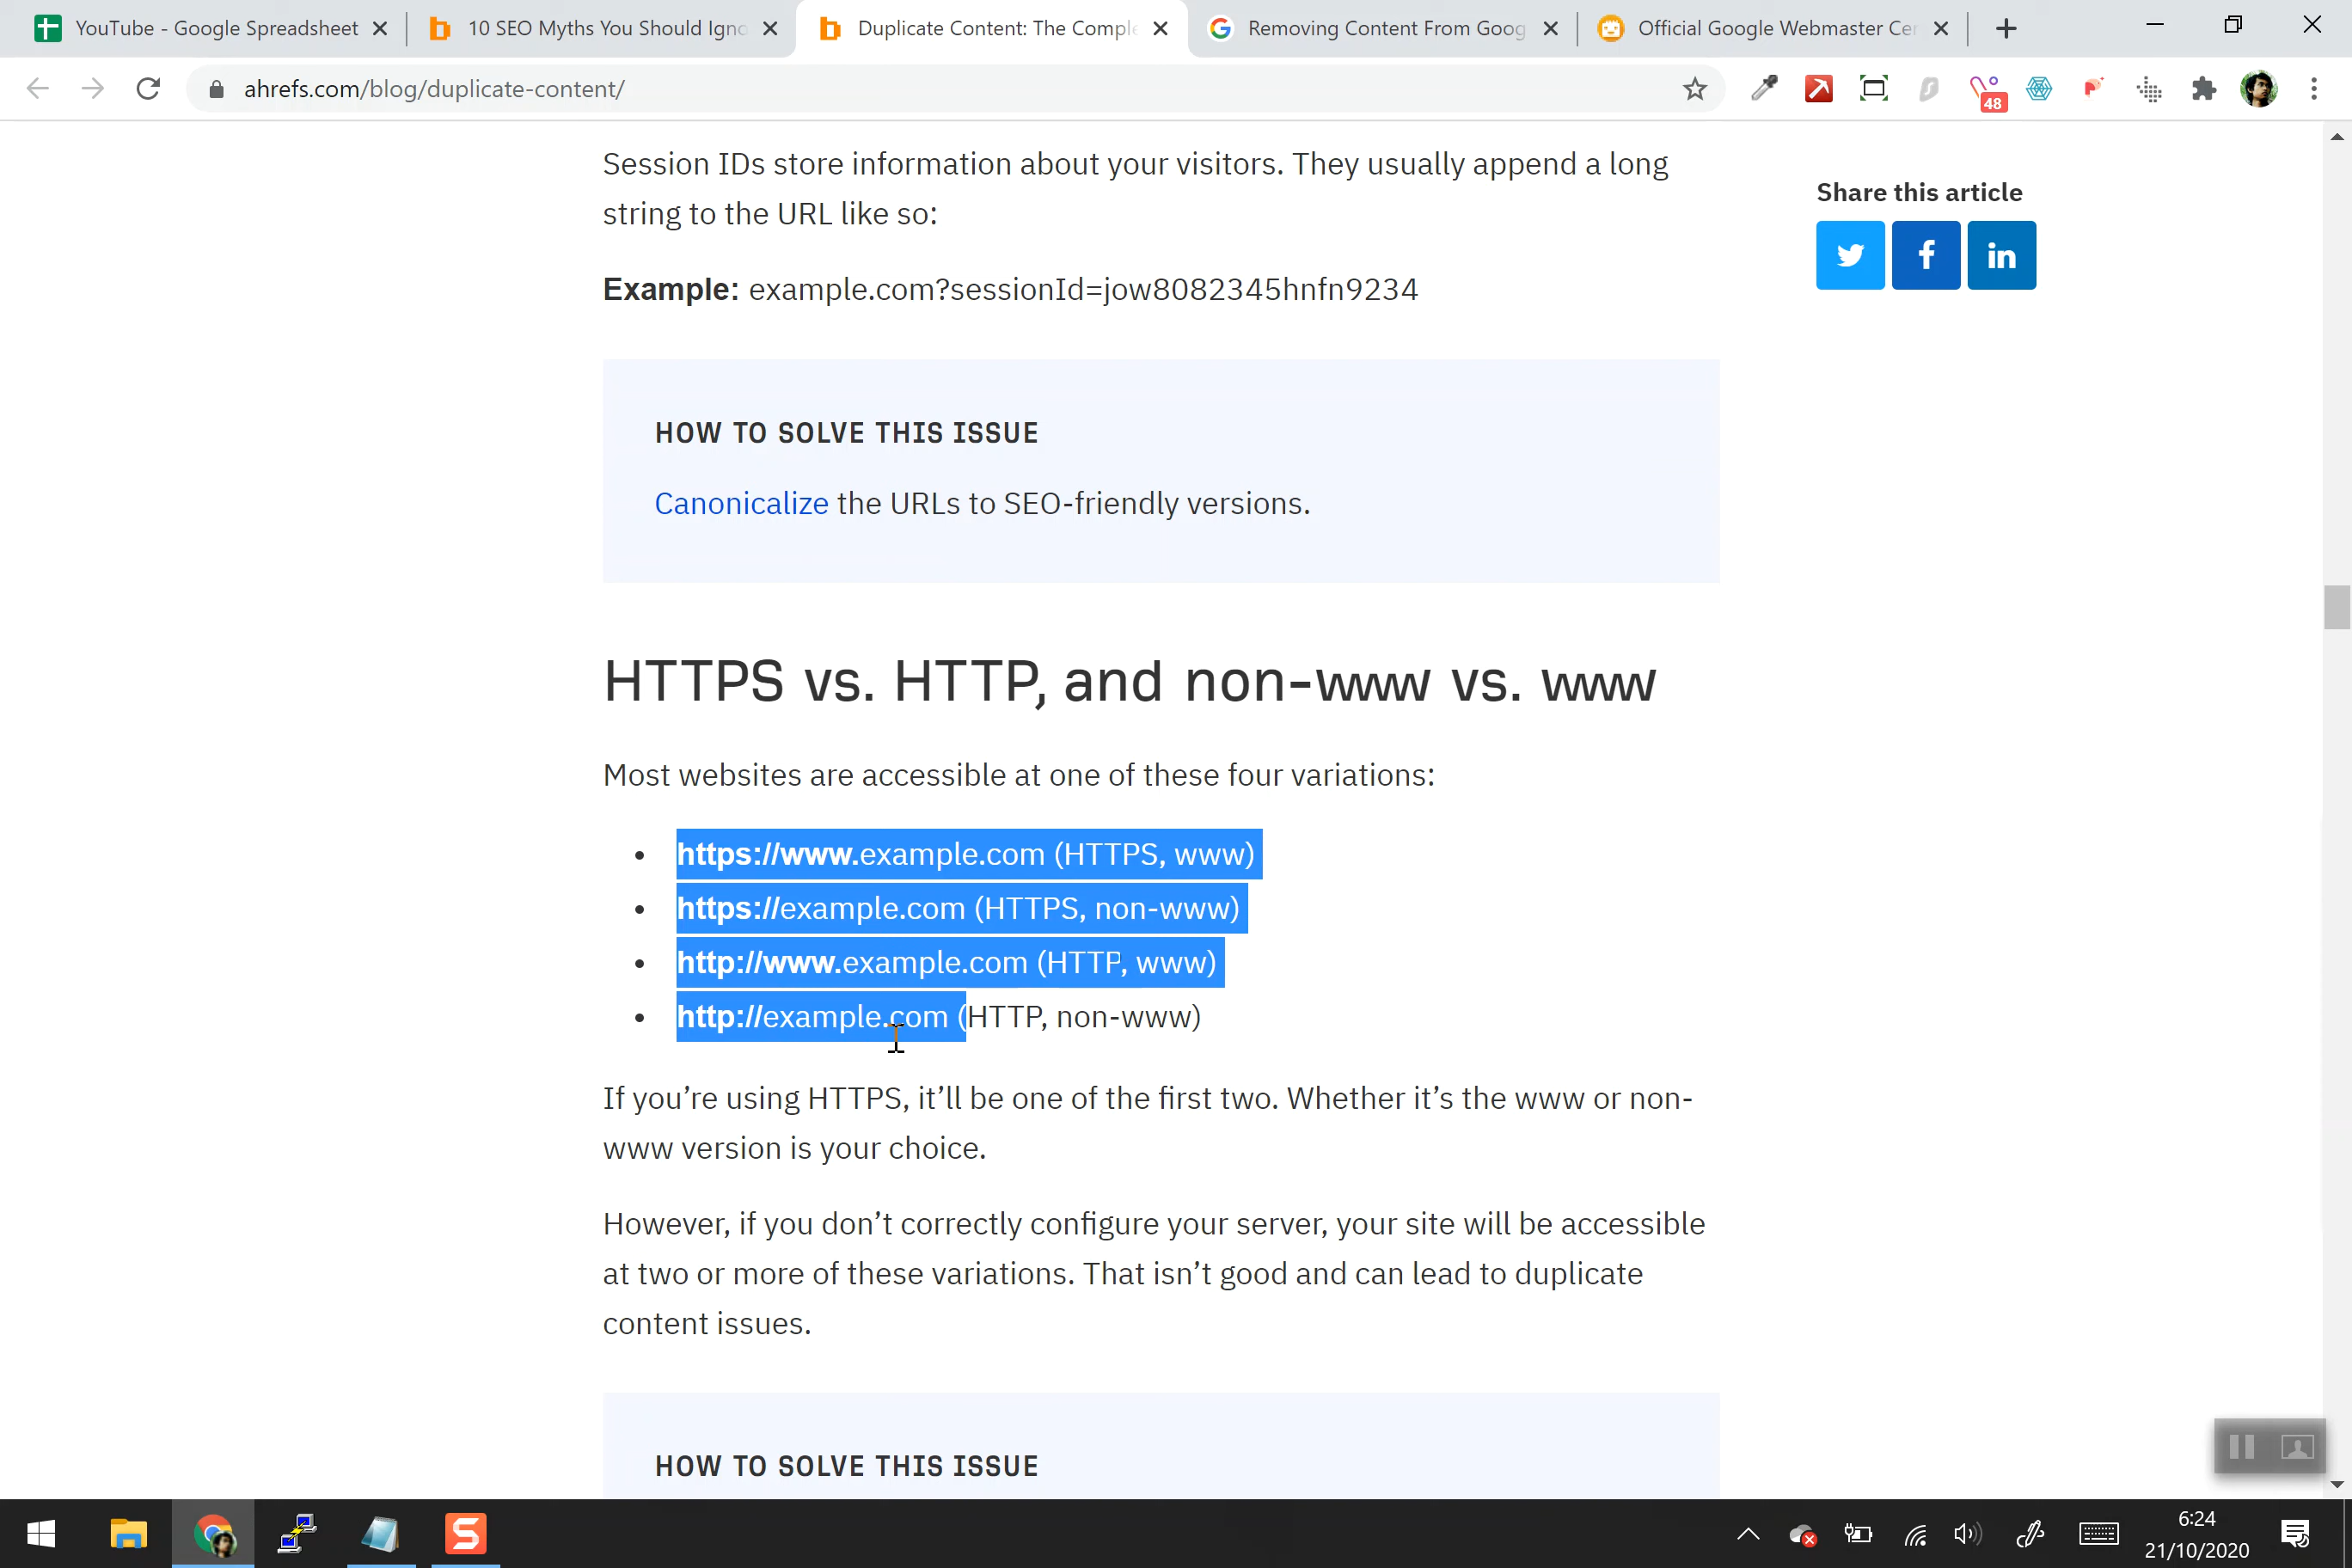 YouTube - Google Spreadsheet
10 SEO Myths You Should Igno
Duplicate Content: The Comple
Removing Content From Goog
Official Google Webmaster Cen
ahrefs.com/blog/duplicate-content/
48
Session IDs store information about your visitors. They usually append a long
string to the URL like so:
Share this article
Example: example.com?sessionId=jow8082345hnfn9234
HOW TO SOLVE THIS ISSUE
Canonicalize the URLs to SEO-friendly versions.
HTTPS vs. HTTP, and non-www vs. www
Most websites are accessible at one of these four variations:
• https://www.example.com (HTTPS, www)
• https://example.com (HTTPS, non-www)
• http://www.example.com (HTTP, www)
• http://example.com (HTTP, non-www)
If you’re using HTTPS, it’ll be one of the first two. Whether it’s the www or non-
www version is your choice.
However, if you don’t correctly configure your server, your site will be accessible
at two or more of these variations. That isn’t good and can lead to duplicate
content issues.
HOW TO SOLVE THIS ISSUE
6:24
21/10/2020